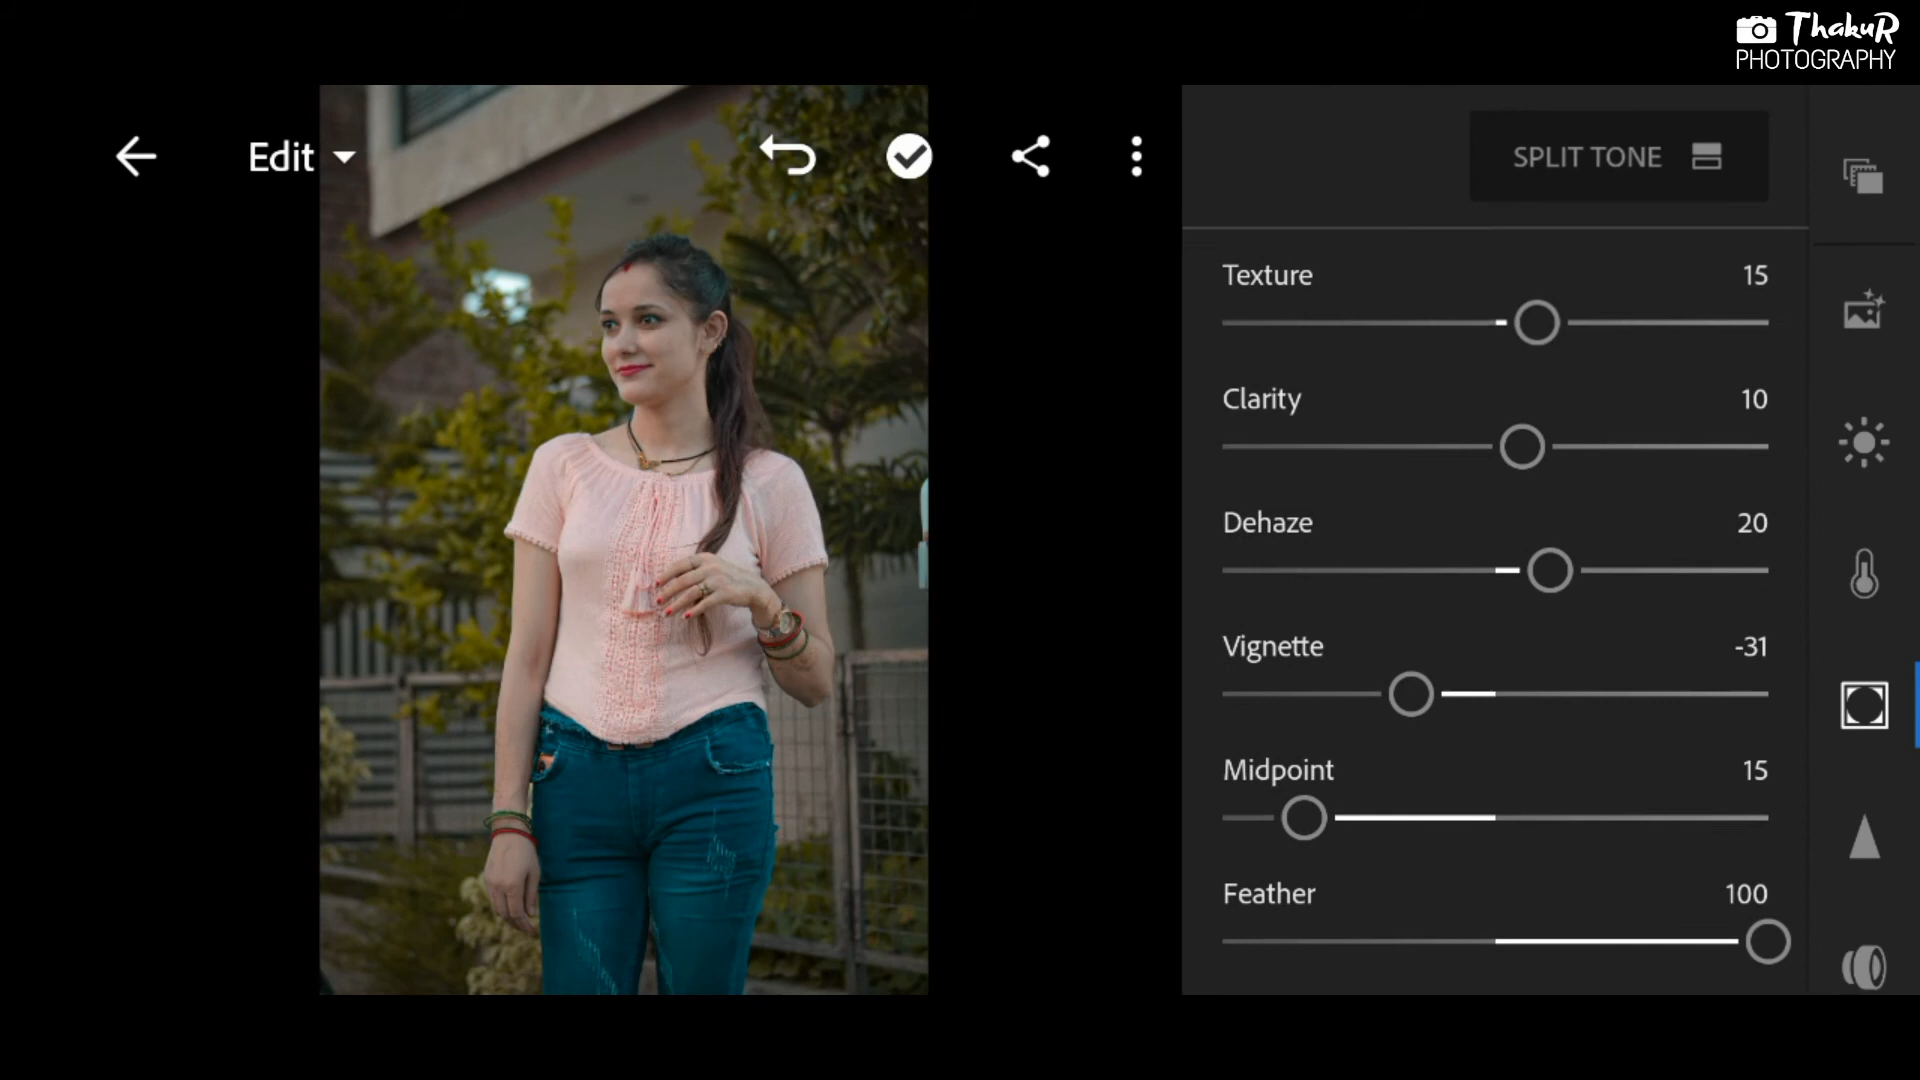 ThakuR
PHOTOGRAPHY
Edit
SPLIT TONE
Texture 15
Clarity 10
Dehaze 20
Vignette -31
Midpoint 15
Feather 100